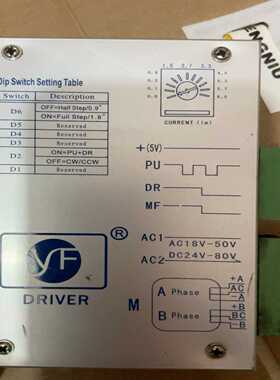 ENGNIU
Dip Switch Setting Table
Switch Description
D6 OFF=Half Step/0.9°
ON=Full Step/1.8°
D5 Reserved
D4 Reserved
D3 Reserved
D2 ON=PU+DR
OFF=CW/CCW
D1 Reserved
CURRENT
+(5V)
PU
DR
MF
AC1
AC18V-50V
AC2 DC24V-80V
YF ®
DRIVER
M
A Phase
B Phase
+A
AC
-A
+B
BC
-B